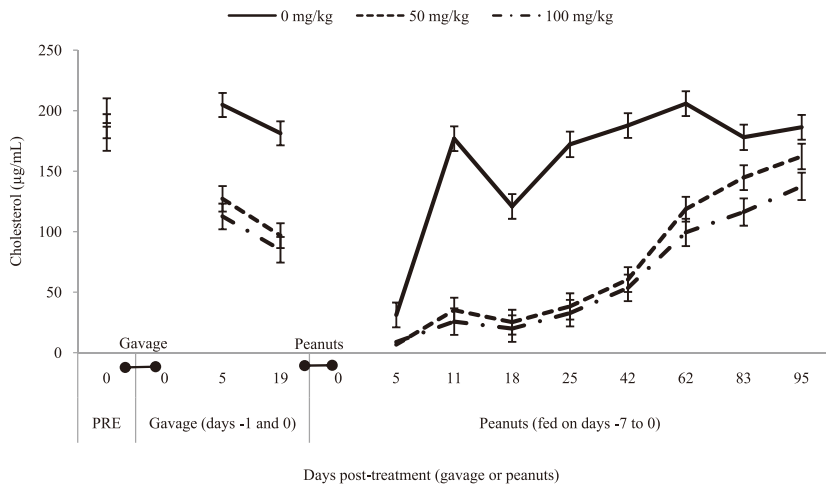 0 mg/kg 50 mg/kg 100 mg/kg
250
200
150
100
50
0
Cholesterol (µg/mL)
Gavage Peanuts
0 0 5 19 0 5 11 18 25 42 62 83 95
PRE Gavage (days -1 and 0) Peanuts (fed on days -7 to 0)
Days post-treatment (gavage or peanuts)